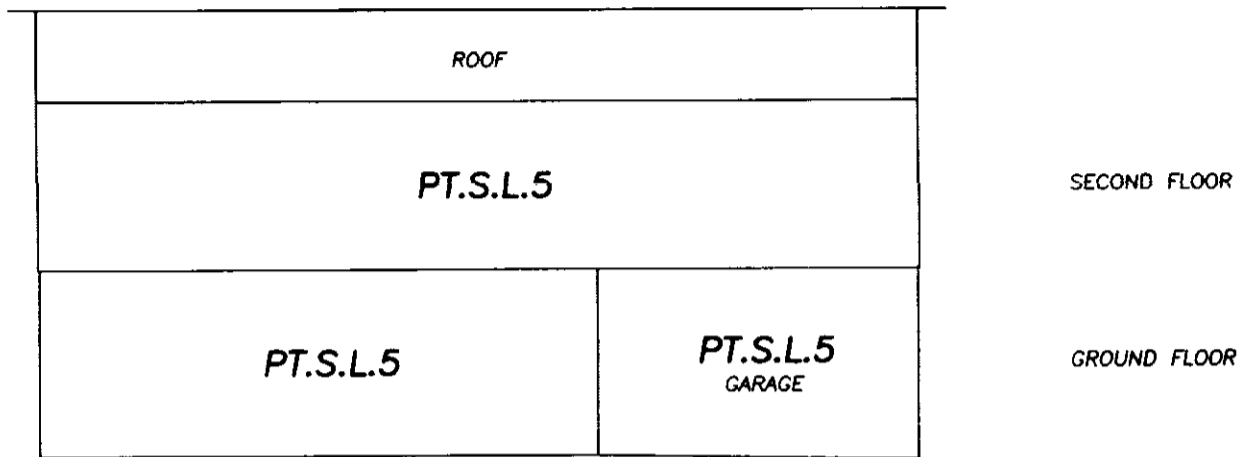 ROOF
PT.S.L.5
SECOND FLOOR
PT.S.L.5
PT.S.L.5
GARAGE
GROUND FLOOR